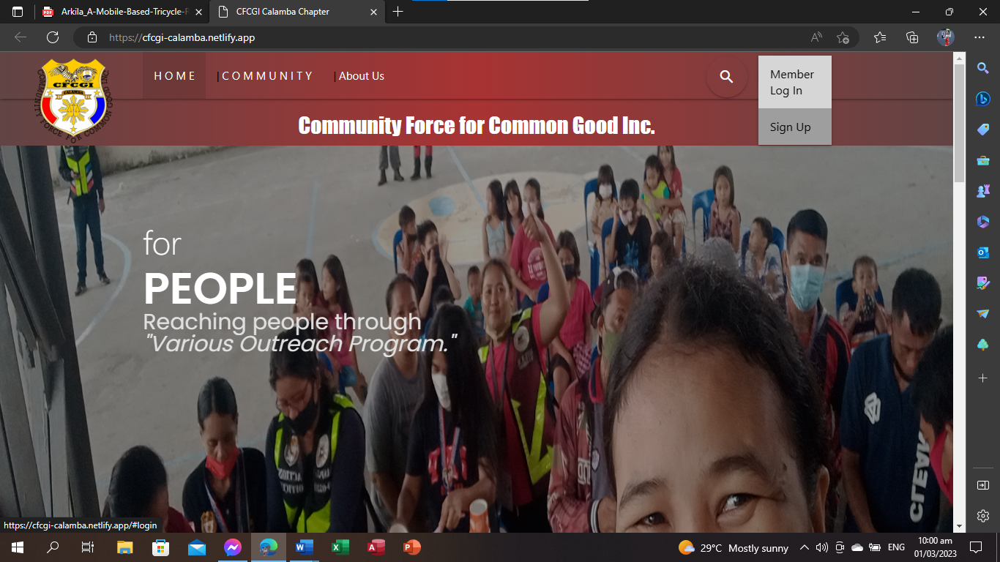 Arkila_A-Mobile-Based-Tricycle-R
CFCGI Calamba Chapter
https://cfcgi-calamba.netlify.app
CFCGI
CALAMBA
COMMUNITY FORCE FOR COMMON GOOD INC
HOME
| COMMUNITY
| About Us
Member
Log In
Sign Up
Community Force for Common Good Inc.
for
PEOPLE
Reaching people through
"Various Outreach Program."
https://cfcgi-calamba.netlify.app/#login
29°C Mostly sunny
ENG
10:00 am
01/03/2023